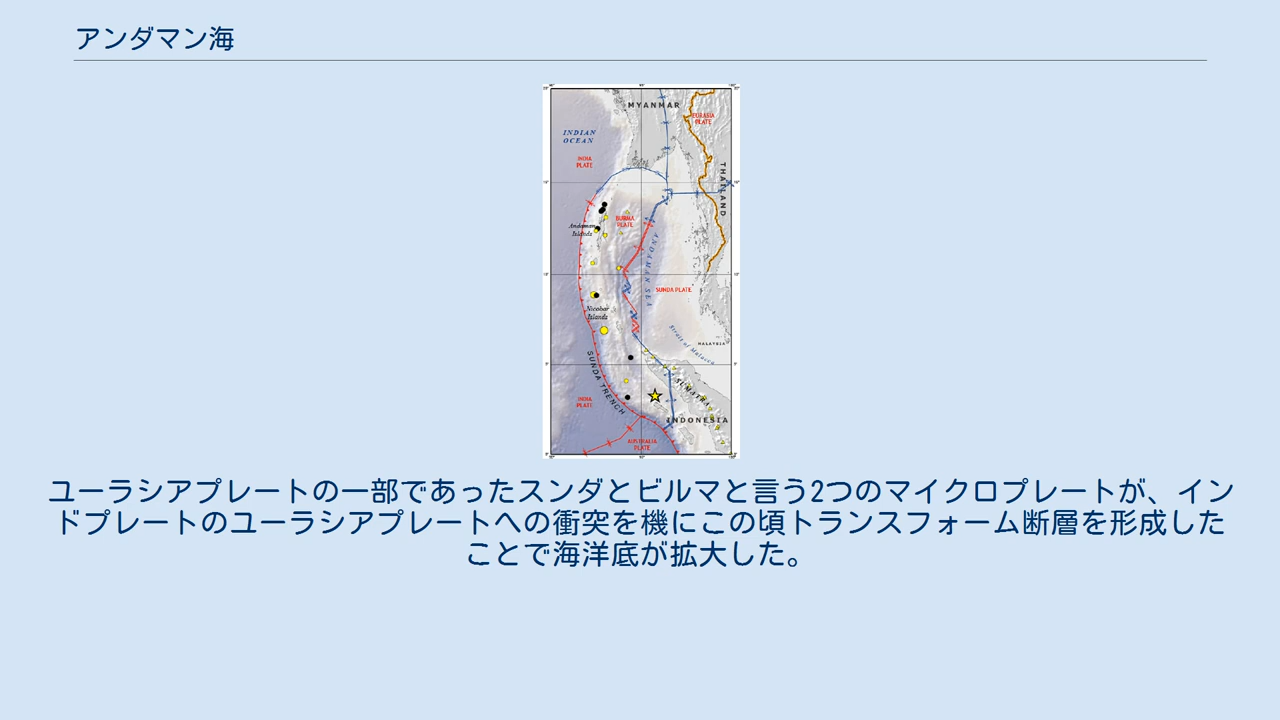 アンダマン海
MYANMAR
EURASIA
PLATE
INDIAN
OCEAN
INDIA
PLATE
THAILAND
BURMA
PLATE
Andaman
Islands
ANDAMAN SEA
SUNDA PLATE
Nicobar
Islands
Strait of Malacca
MALAYSIA
SUNDA TRENCH
SUMATRA
INDIA
PLATE
INDONESIA
AUSTRALIA
PLATE
ユーラシアプレートの一部であったスンダとビルマと言う2つのマイクロプレートが、イン
ドプレートのユーラシアプレートへの衝突を機にこの頃トランスフォーム断層を形成した
ことで海洋底が拡大した。